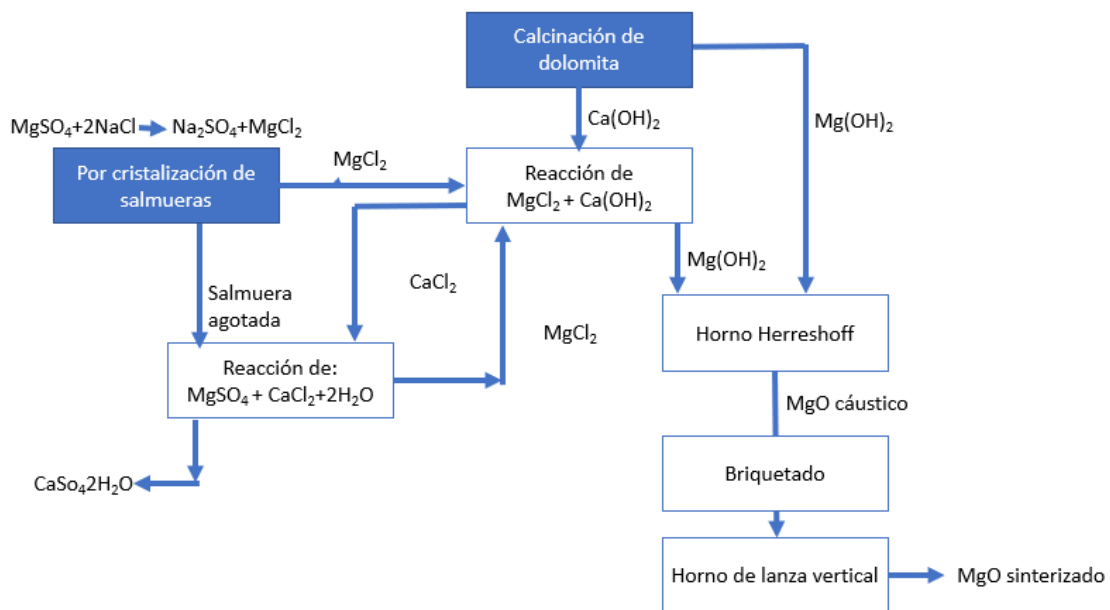 Calcinación de
dolomita
MgSO₄+2NaCl
Na₂SO₄+MgCl₂
Ca(OH)₂
Mg(OH)₂
Por cristalización de
salmueras
MgCl₂
Reacción de
MgCl₂ + Ca(OH)₂
Mg(OH)₂
CaCl₂
Salmuera
agotada
MgCl₂
Horno Herreshoff
Reacción de:
MgSO₄ + CaCl₂+2H₂O
MgO cáustico
CaSo₄2H₂O
Briquetado
Horno de lanza vertical
MgO sinterizado